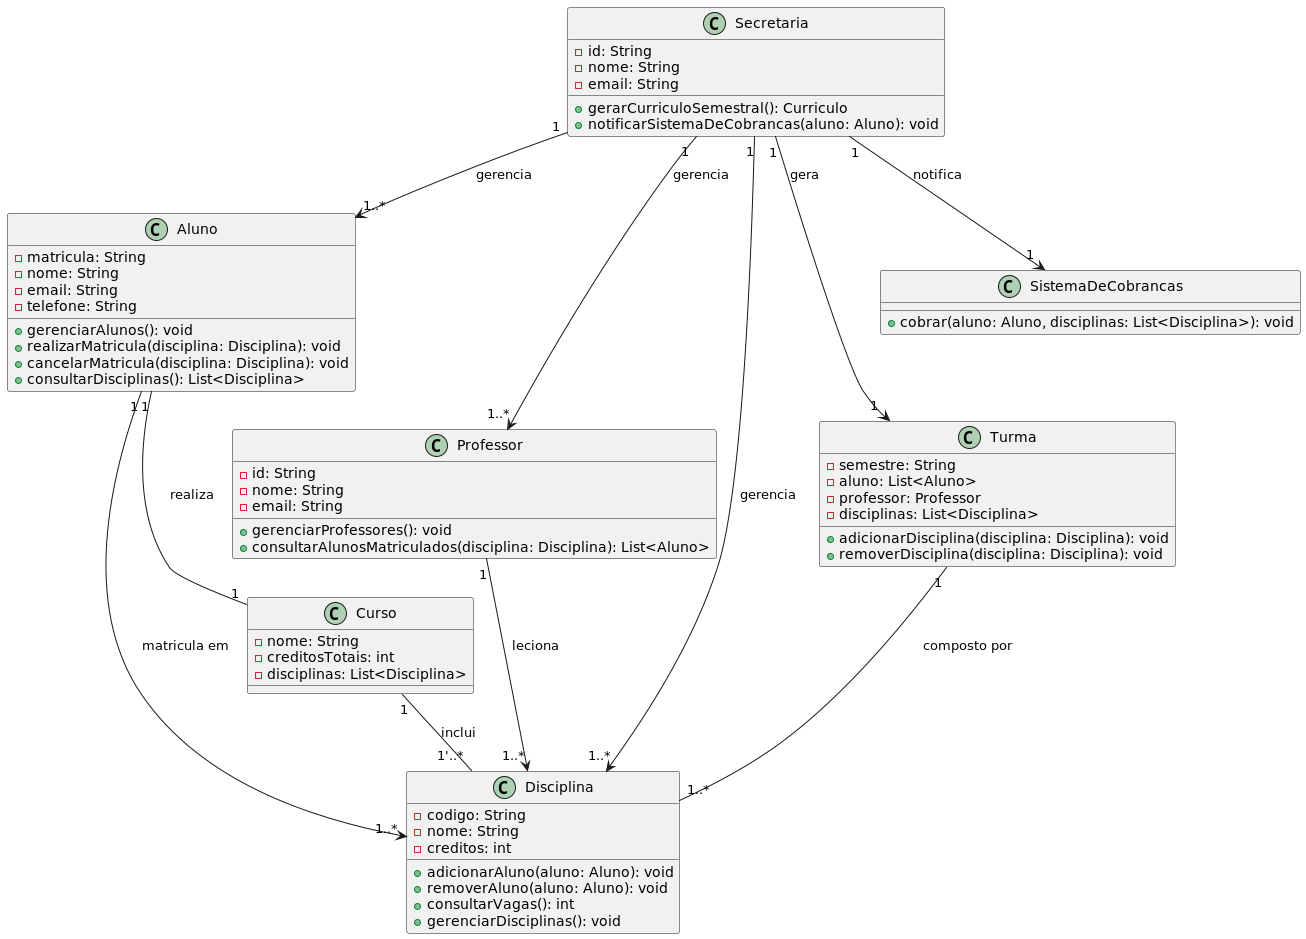 C Secretaria
id: String
nome: String
email: String
gerarCurriculoSemestral(): Curriculo
notificarSistemaDeCobrancas(aluno: Aluno): void
1
1
1
1
1
gerencia
gerencia
gera
notifica
1..*
1
C Aluno
matricula: String
nome: String
email: String
telefone: String
gerenciarAlunos(): void
realizarMatricula(disciplina: Disciplina): void
cancelarMatricula(disciplina: Disciplina): void
consultarDisciplinas(): List<Disciplina>
C SistemaDeCobrancas
cobrar(aluno: Aluno, disciplinas: List<Disciplina>): void
1
1
1..*
1
C Professor
id: String
nome: String
email: String
gerenciarProfessores(): void
consultarAlunosMatriculados(disciplina: Disciplina): List<Aluno>
C Turma
semestre: String
aluno: List<Aluno>
professor: Professor
disciplinas: List<Disciplina>
adicionarDisciplina(disciplina: Disciplina): void
removerDisciplina(disciplina: Disciplina): void
realiza
gerencia
1
1
1
C Curso
nome: String
creditosTotais: int
disciplinas: List<Disciplina>
matricula em
leciona
composto por
1
inclui
1'..*
1..*
1..*
1..*
1..*
C Disciplina
codigo: String
nome: String
creditos: int
adicionarAluno(aluno: Aluno): void
removerAluno(aluno: Aluno): void
consultarVagas(): int
gerenciarDisciplinas(): void